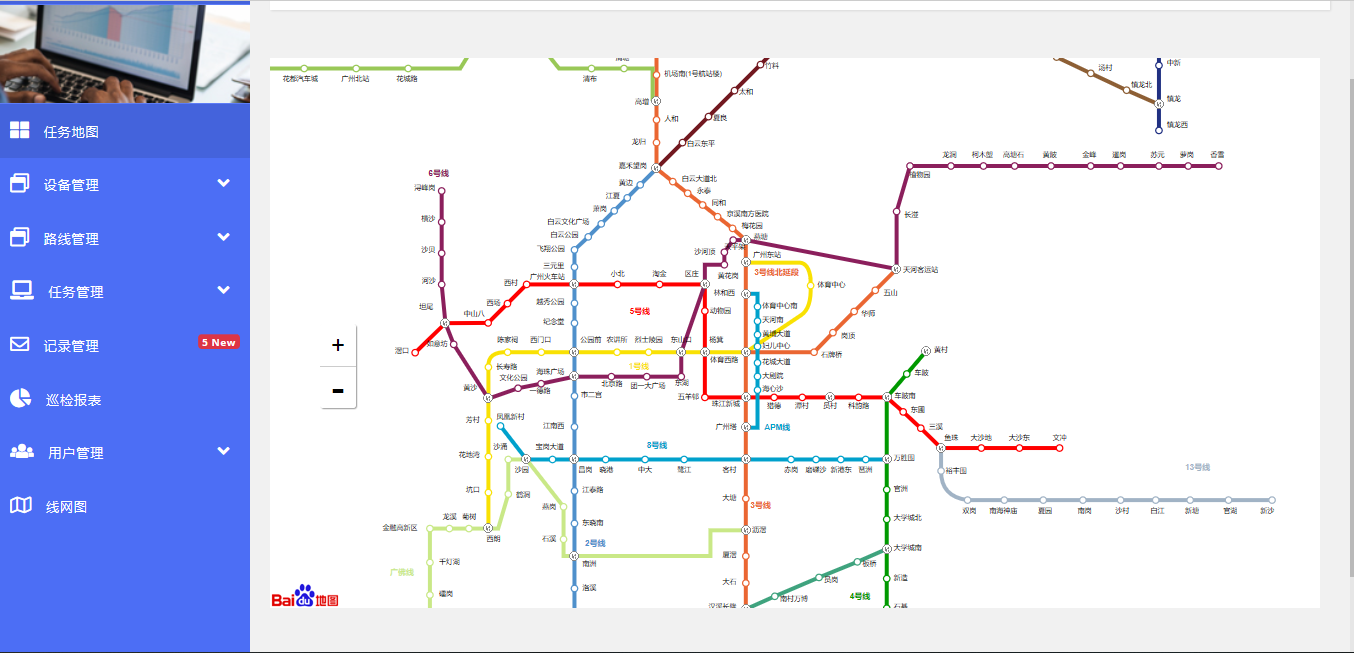 任务地图
设备管理
路线管理
任务管理
记录管理
5 New
巡检报表
用户管理
线网图
+
-
花都汽车城
广州北站
花城路
清布
机场南(1号航站楼)
竹料
高增
太和
人和
夏良
龙归
白云东平
嘉禾望岗
汤村
镇龙北
中新
镇龙
镇龙西
6号线
浔峰岗
横沙
沙贝
河沙
坦尾
黄边
江夏
萧岗
白云文化广场
白云公园
飞翔公园
三元里
广州火车站
白云大道北
永泰
同和
京溪南方医院
梅花园
燕塘
沙河顶
广州东站
黄花岗
3号线北延段
龙洞
柯木塱
高塘石
黄陂
金峰
暹岗
苏元
萝岗
香雪
植物园
长湴
天河客运站
五山
华师
岗顶
石牌桥
西村
西场
中山八
小北
淘金
区庄
越秀公园
纪念堂
5号线
动物园
林和西
体育中心
体育中心南
天河南
黄埔大道
妇儿中心
花城大道
大剧院
海心沙
滘口
如意坊
陈家祠
西门口
公园前
农讲所
烈士陵园
东山口
杨箕
体育西路
长寿路
1号线
文化公园
海珠广场
一德路
北京路
团一大广场
东湖
黄沙
市二宫
五羊邨
珠江新城
猎德
潭村
员村
科韵路
车陂南
黄村
车陂
东圃
三溪
鱼珠
大沙地
大沙东
文冲
芳村
凤凰新村
江南西
广州塔
APM线
沙涌
宝岗大道
8号线
花地湾
沙园
昌岗
晓港
中大
鹭江
客村
赤岗
磨碟沙
新港东
琶洲
万胜围
裕丰围
13号线
坑口
鹤洞
燕岗
江泰路
大塘
3号线
官洲
双岗
南海神庙
夏园
南岗
沙村
白江
新塘
官湖
新沙
金融高新区
龙溪
菊树
西朗
石溪
东晓南
2号线
沥滘
大学城北
大学城南
千灯湖
南洲
厦滘
板桥
广佛线
洛溪
大石
员岗
新造
礌岗
南村万博
4号线
汉溪长隆
石碁
Baidu地图